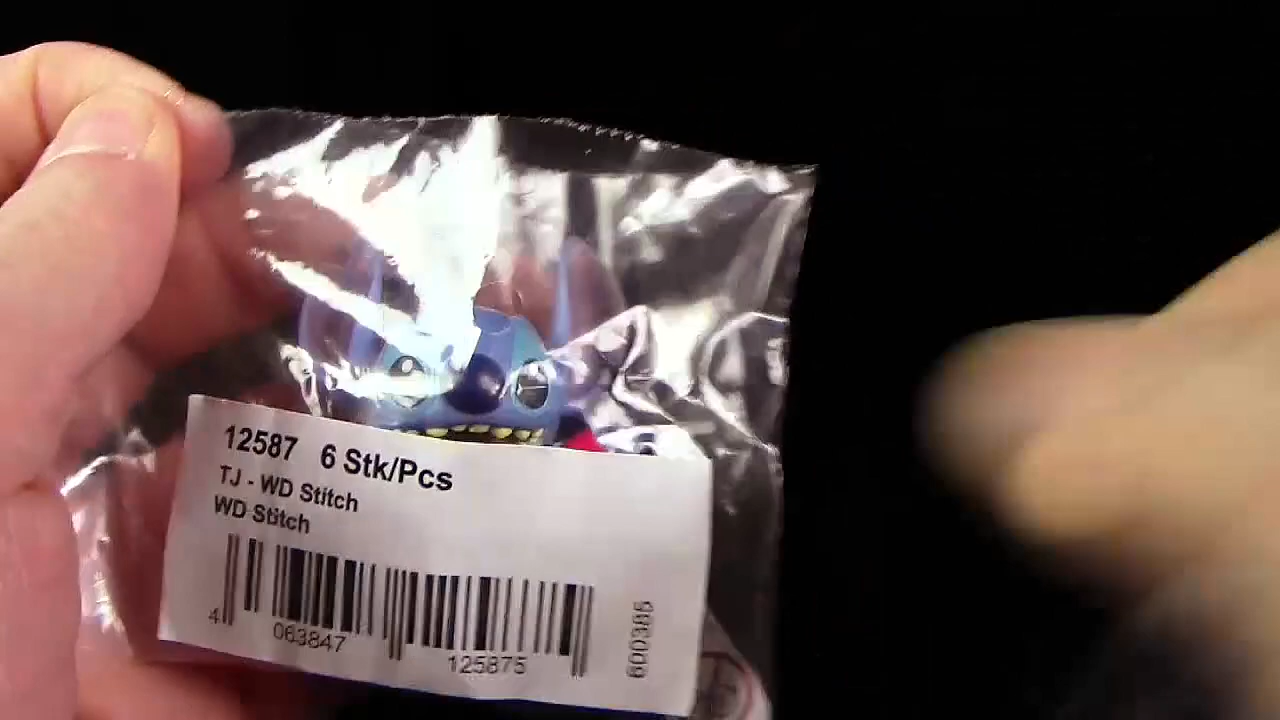 12587 6 Stk/Pcs
TJ - WD Stitch
WD Stitch
4 063847 125875
600385